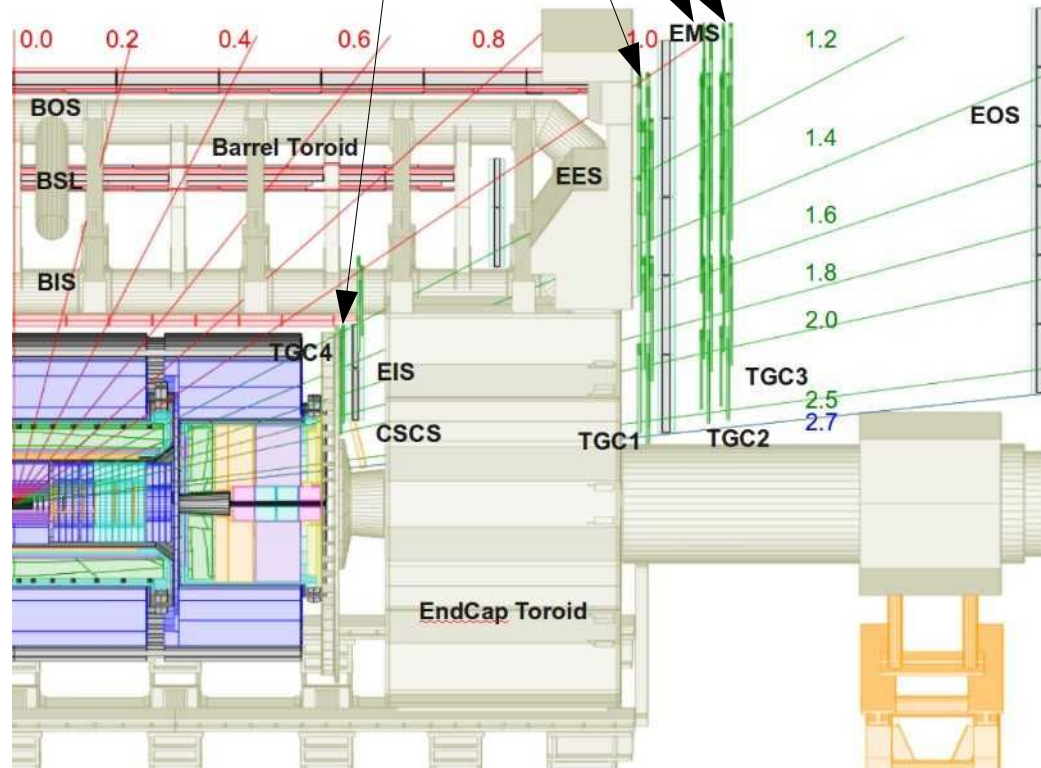 0.0 0.2 0.4 0.6 0.8 1.0 EMS 1.2
BOS
EOS
Barrel Toroid
1.4
BSL
EES
1.6
BIS
1.8
2.0
TGC4
EIS
TGC3
2.5
CSCS
2.7
TGC1
TGC2
EndCap Toroid